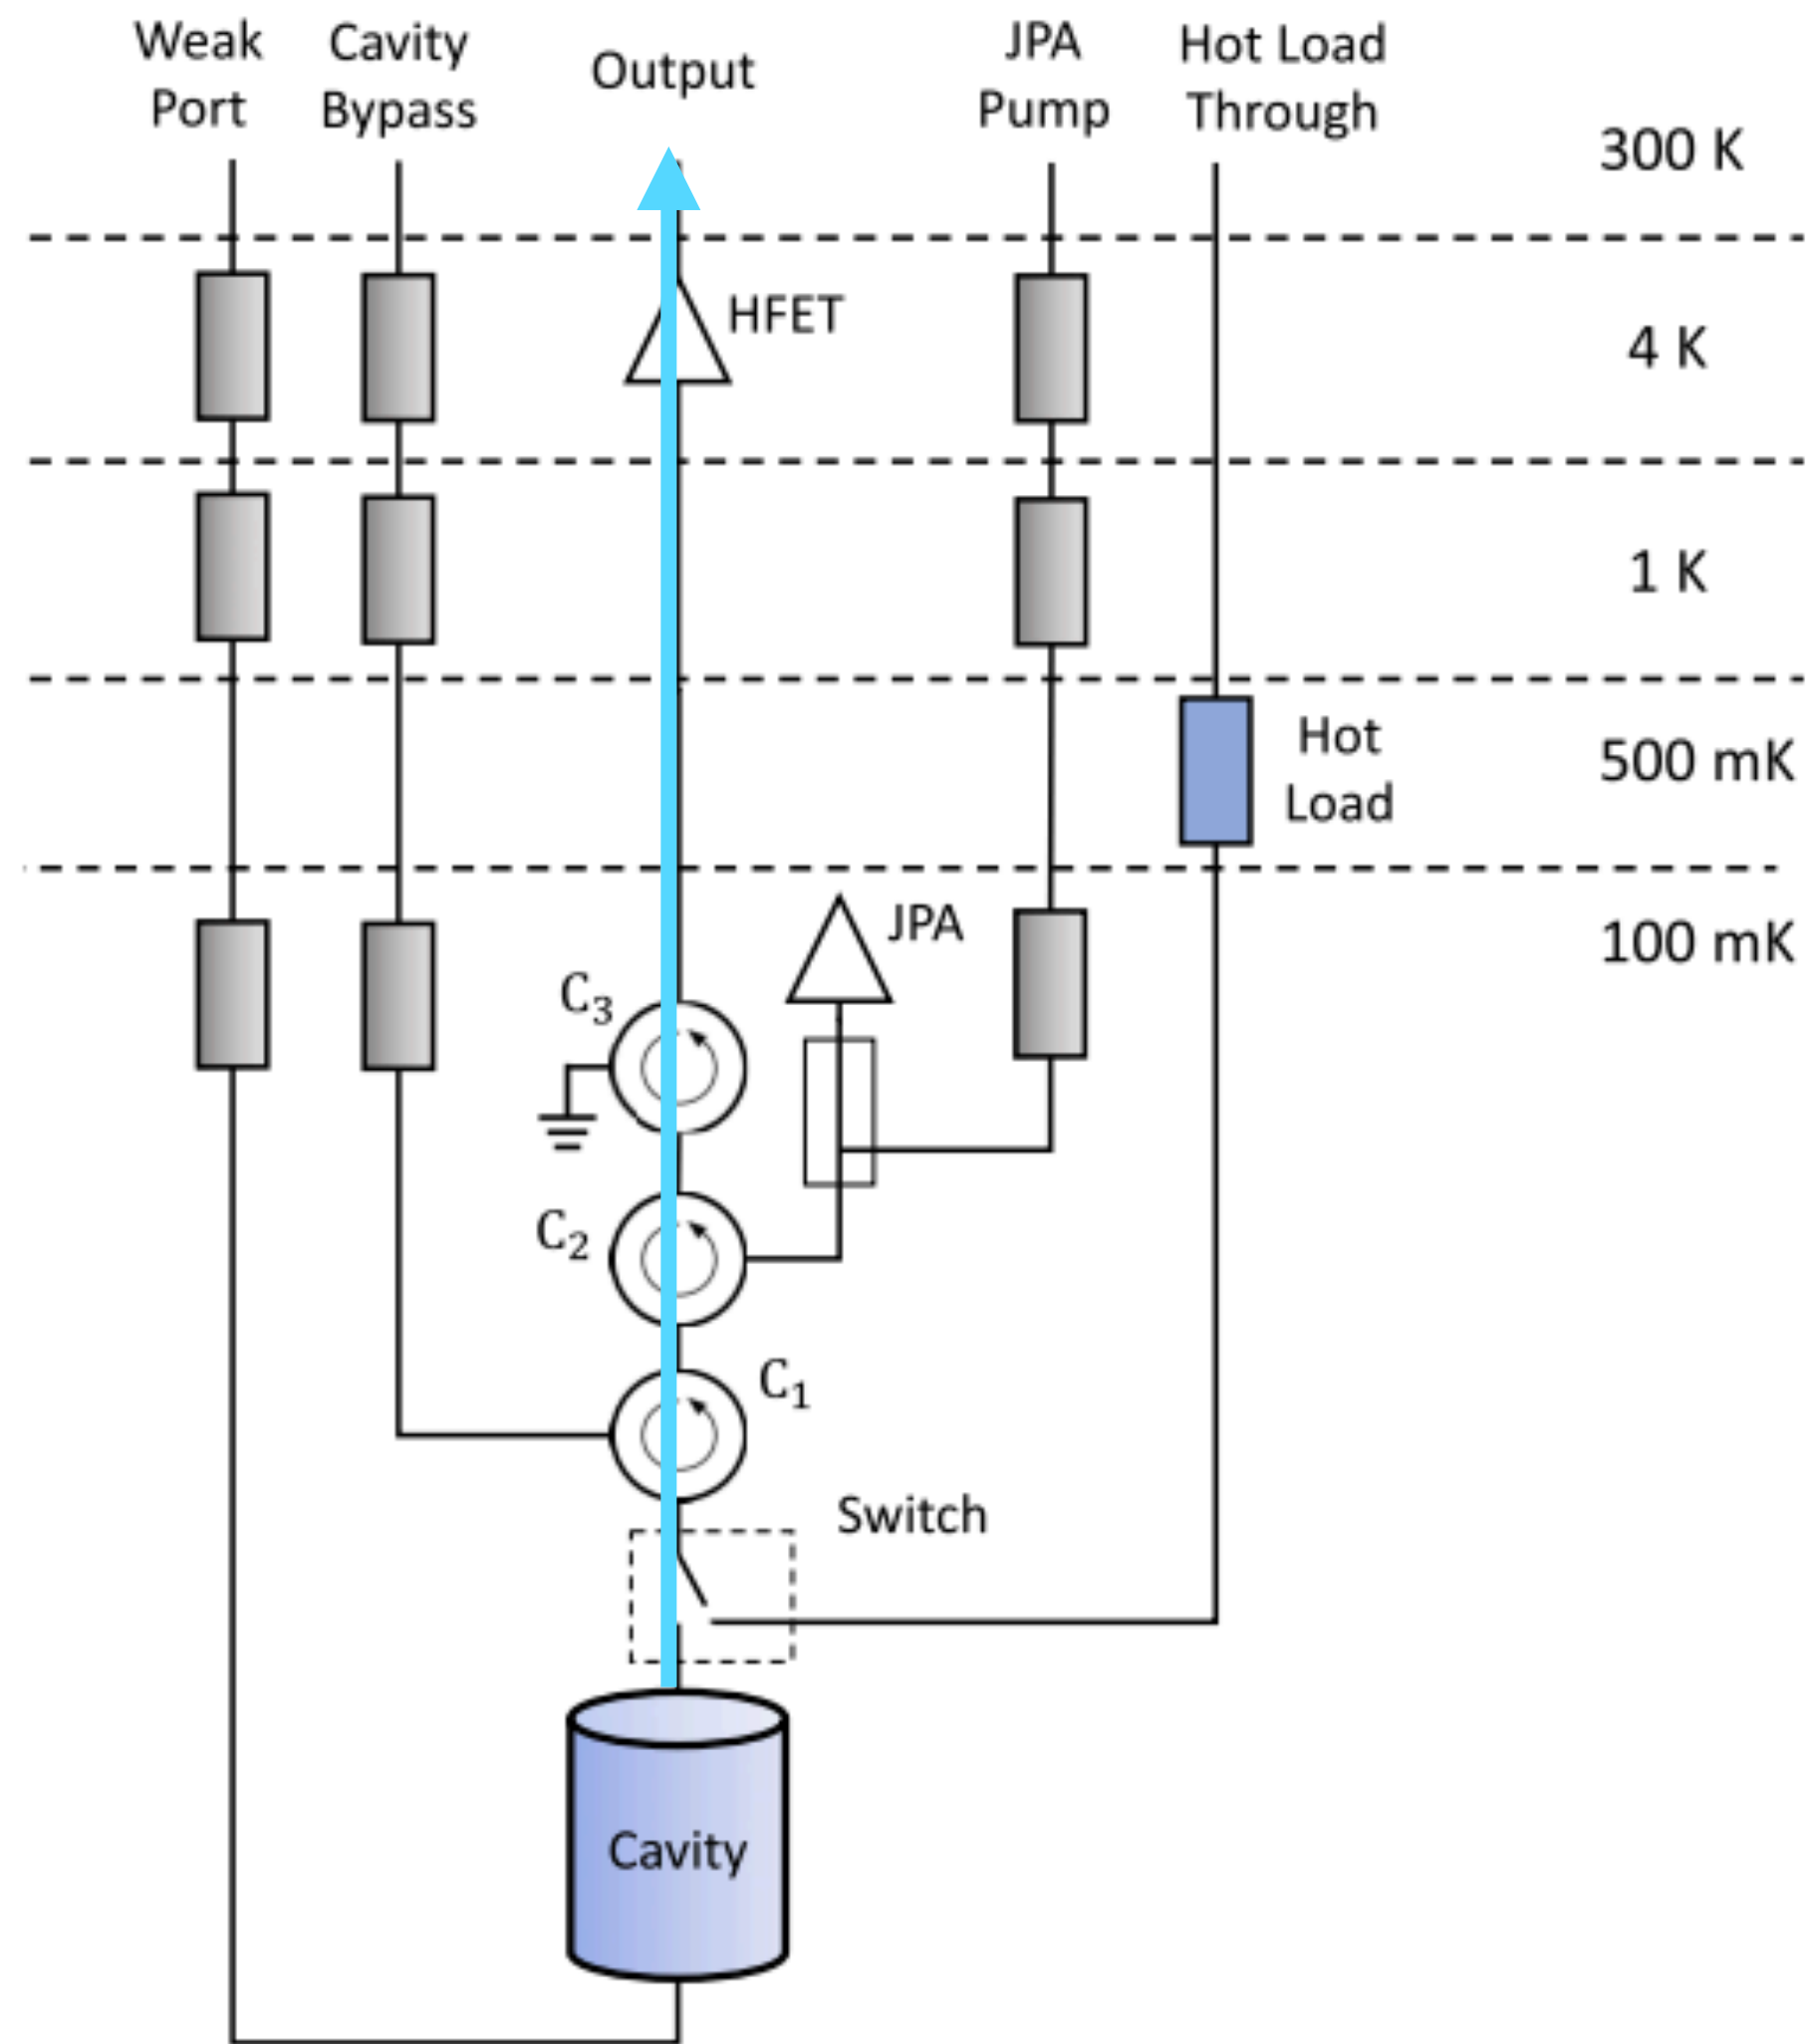 Weak
Port
Cavity
Bypass
Output
JPA
Pump
Hot Load
Through
300 K
HFET
4 K
1 K
Hot
Load
500 mK
JPA
100 mK
C₃
C₂
C₁
Switch
Cavity